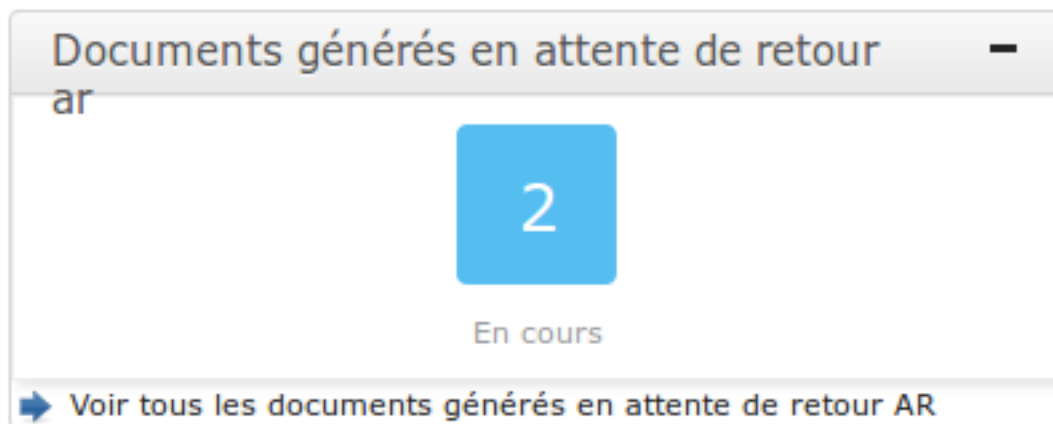 Documents générés en attente de retour
ar
2
En cours
Voir tous les documents générés en attente de retour AR